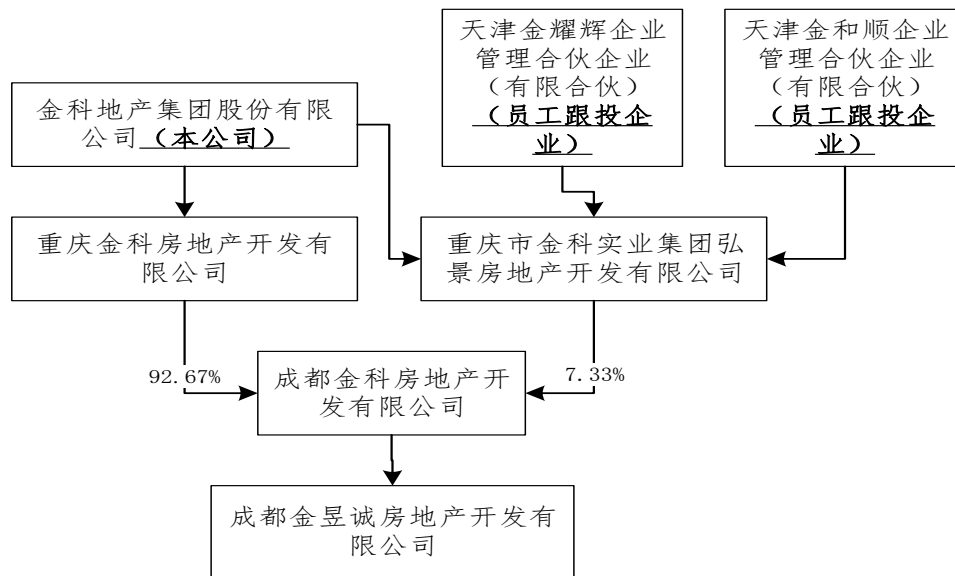 天津金耀辉企业
管理合伙企业
（有限合伙）
（员工跟投企
业）
天津金和顺企业
管理合伙企业
（有限合伙）
（员工跟投企
业）
金科地产集团股份有限
公司（本公司）
重庆金科房地产开发有
限公司
重庆市金科实业集团弘
景房地产开发有限公司
92.67%
7.33%
成都金科房地产开
发有限公司
成都金昱诚房地产开发有
限公司